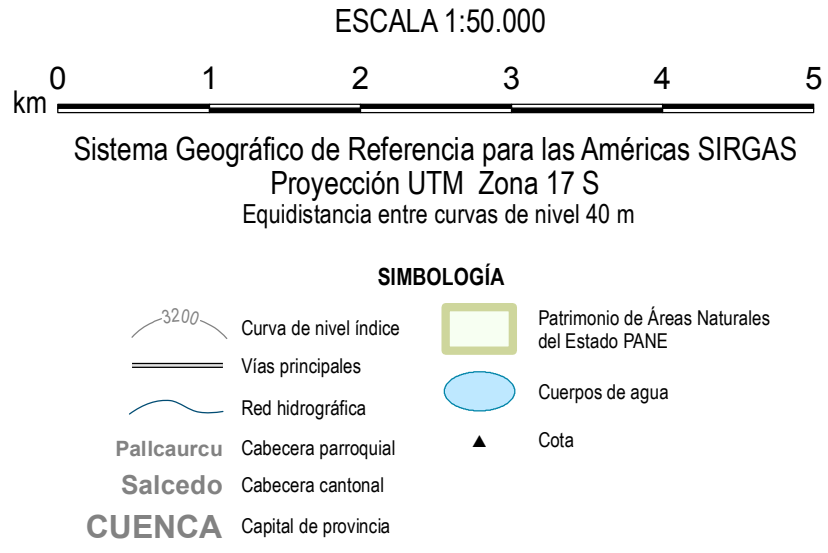 ESCALA 1:50.000
0 1 2 3 4 5
km
Sistema Geográfico de Referencia para las Américas SIRGAS
Proyección UTM Zona 17 S
Equidistancia entre curvas de nivel 40 m
SIMBOLOGÍA
3200 Curva de nivel índice
Vías principales
Red hidrográfica
Pallcaurcu Cabecera parroquial
Salcedo Cabecera cantonal
CUENCA Capital de provincia
Patrimonio de Áreas Naturales
del Estado PANE
Cuerpos de agua
Cota